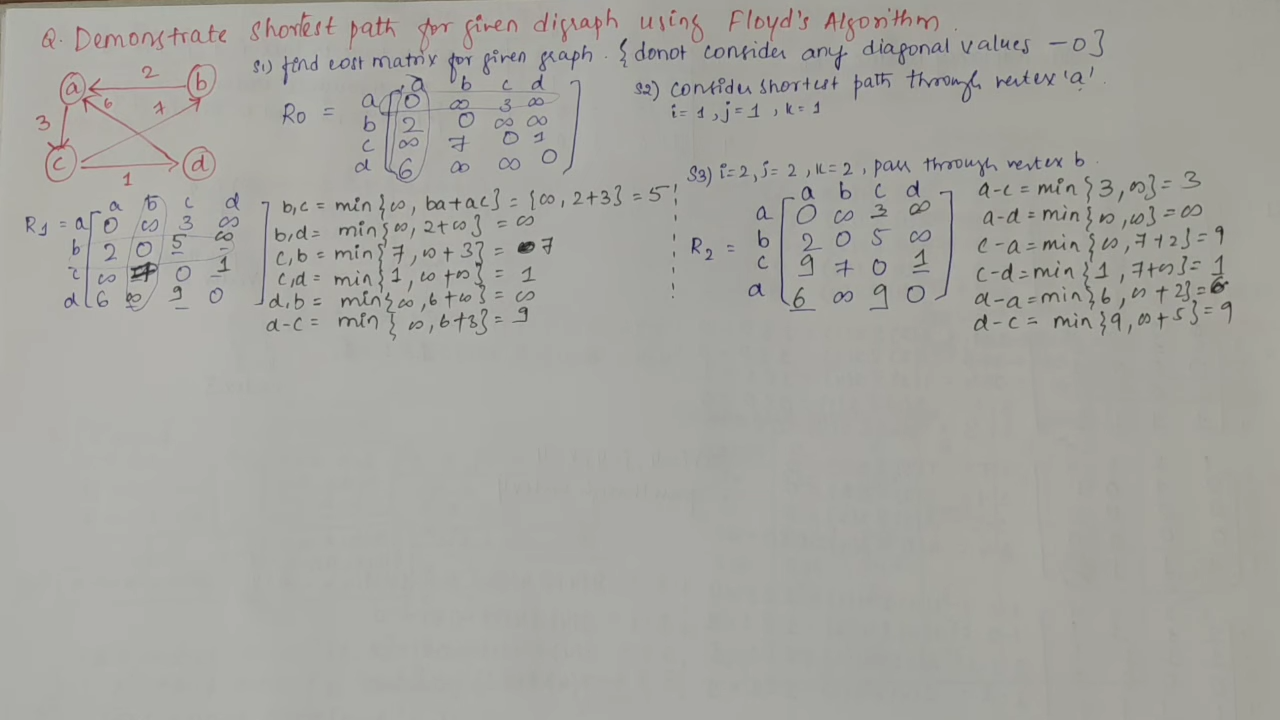 Q. Demonstrate shortest path for given digraph using Floyd's Algorithm
S1) find cost matrix for given graph. {donot consider any diagonal values - 0}
a 2 b
6 7
3
c 1 d
R0 =
a b c d
a 0 ∞ 3 ∞
b 2 0 ∞ ∞
c ∞ 7 0 1
d 6 ∞ ∞ 0
S2) consider shortest path through vertex 'a'.
i=1, j=1, k=1
R1 =
a b c d
a 0 ∞ 3 ∞
b 2 0 5 ∞
c ∞ 7 0 1
d 6 ∞ 9 0
b,c = min{∞, ba+ac} = {∞, 2+3} = 5
b,d = min{∞, 2+∞} = ∞
c,b = min{7, ∞+3} = 7
c,d = min{1, ∞+∞} = 1
d,b = min{∞, 6+∞} = ∞
d-c = min{∞, 6+3} = 9
S3) i=2, j=2, k=2, pass through vertex b.
R2 =
a b c d
a 0 ∞ 3 ∞
b 2 0 5 ∞
c 9 7 0 1
d 6 ∞ 9 0
a-c = min{3, ∞} = 3
a-d = min{∞, ∞} = ∞
c-a = min{∞, 7+2} = 9
c-d = min{1, 7+∞} = 1
d-a = min{6, ∞+2} = 6
d-c = min{9, ∞+5} = 9